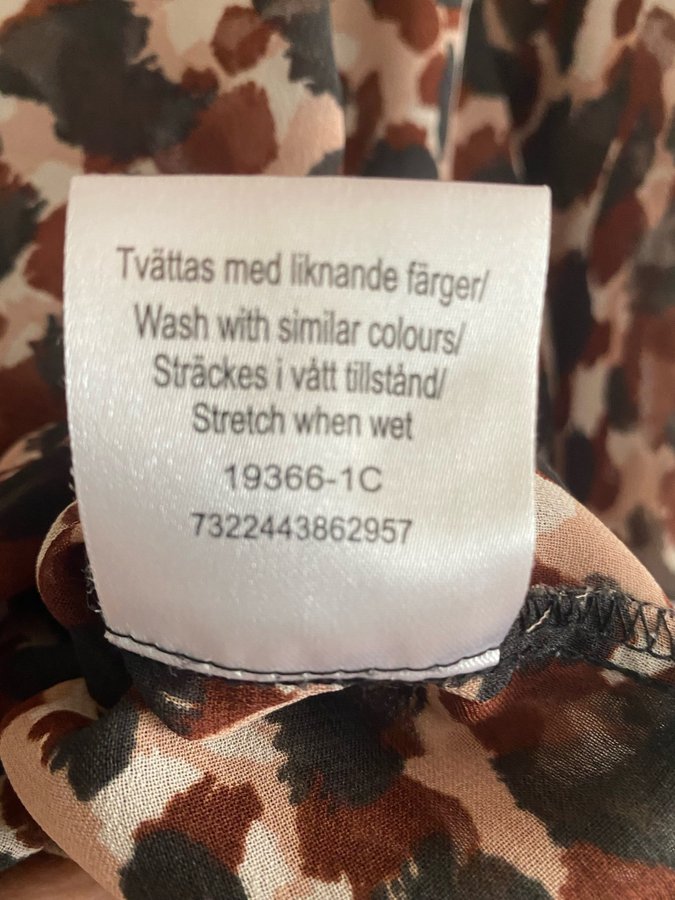 Tvättas med liknande färger/
Wash with similar colours/
Sträckes i vått tillstånd/
Stretch when wet
19366-1C
7322443862957